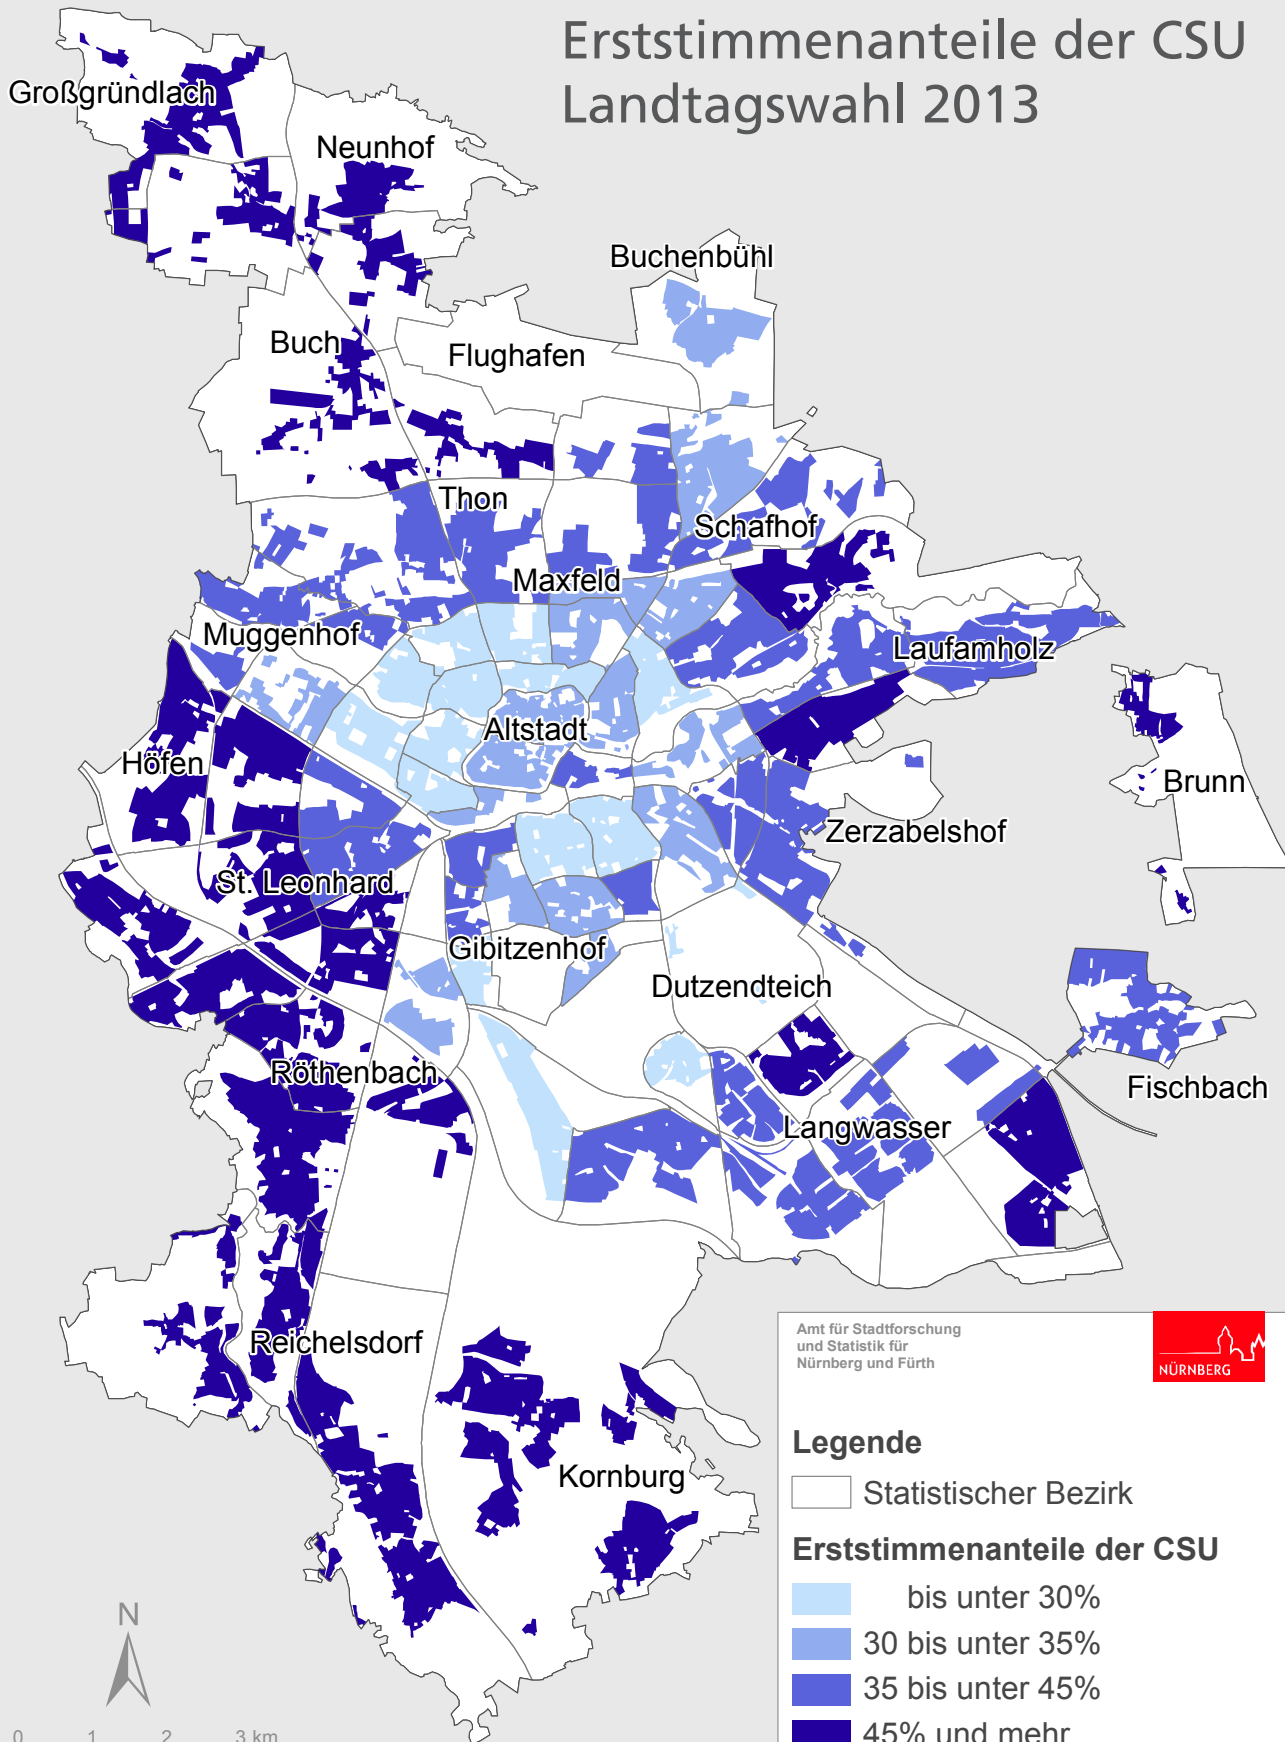 Erststimmenanteile der CSU
Landtagswahl 2013
Großgründlach
Neunhof
Buchenbühl
Buch
Flughafen
Thon
Schafhof
Maxfeld
Muggenhof
Laufamholz
Altstadt
Höfen
Brunn
Zerzabelshof
St. Leonhard
Gibitzenhof
Dutzendteich
Röthenbach
Fischbach
Langwasser
Reichelsdorf
Kornburg
Amt für Stadtforschung
und Statistik für
Nürnberg und Fürth
NÜRNBERG
Legende
Statistischer Bezirk
Erststimmenanteile der CSU
bis unter 30%
30 bis unter 35%
35 bis unter 45%
45% und mehr
N
0 1 2 3 km